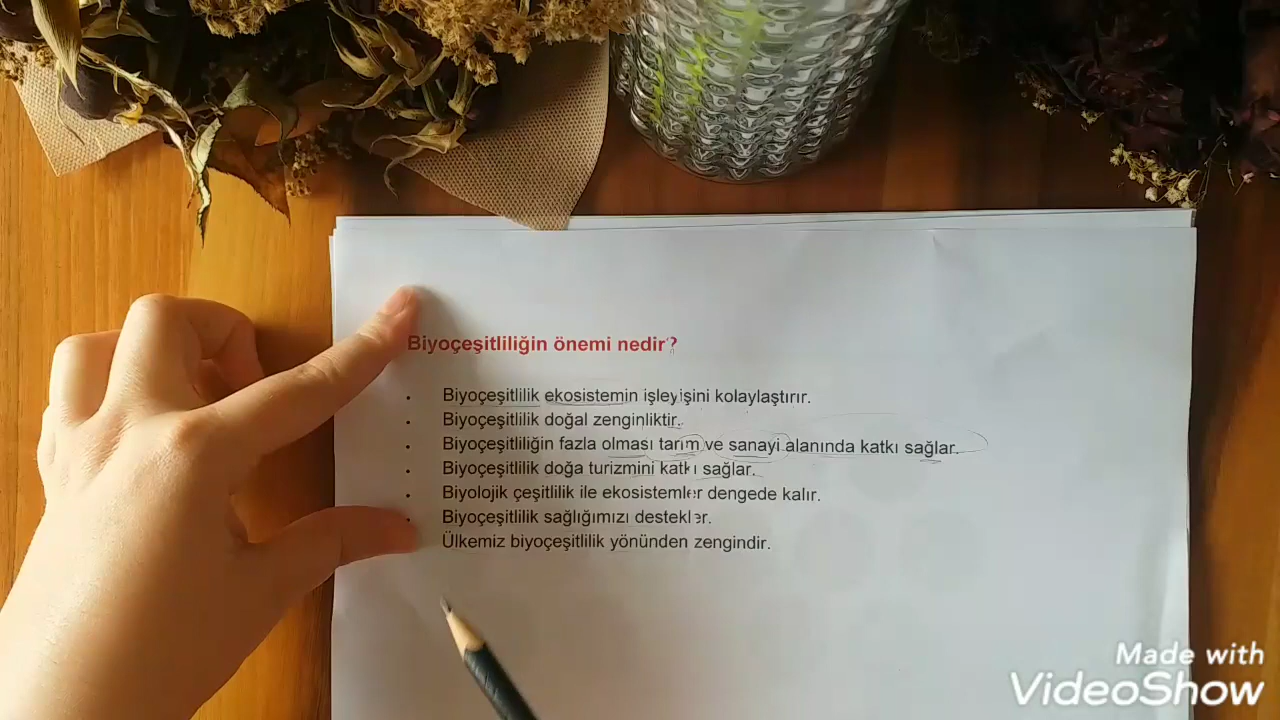 Biyoçeşitliliğin önemi nedir?
• Biyoçeşitlilik ekosistemin işleyişini kolaylaştırır.
• Biyoçeşitlilik doğal zenginliktir.
• Biyoçeşitliliğin fazla olması tarım ve sanayi alanında katkı sağlar.
• Biyoçeşitlilik doğa turizmini katkı sağlar.
• Biyolojik çeşitlilik ile ekosistemler dengede kalır.
• Biyoçeşitlilik sağlığımızı destekler.
Ülkemiz biyoçeşitlilik yönünden zengindir.
Made with
VideoShow